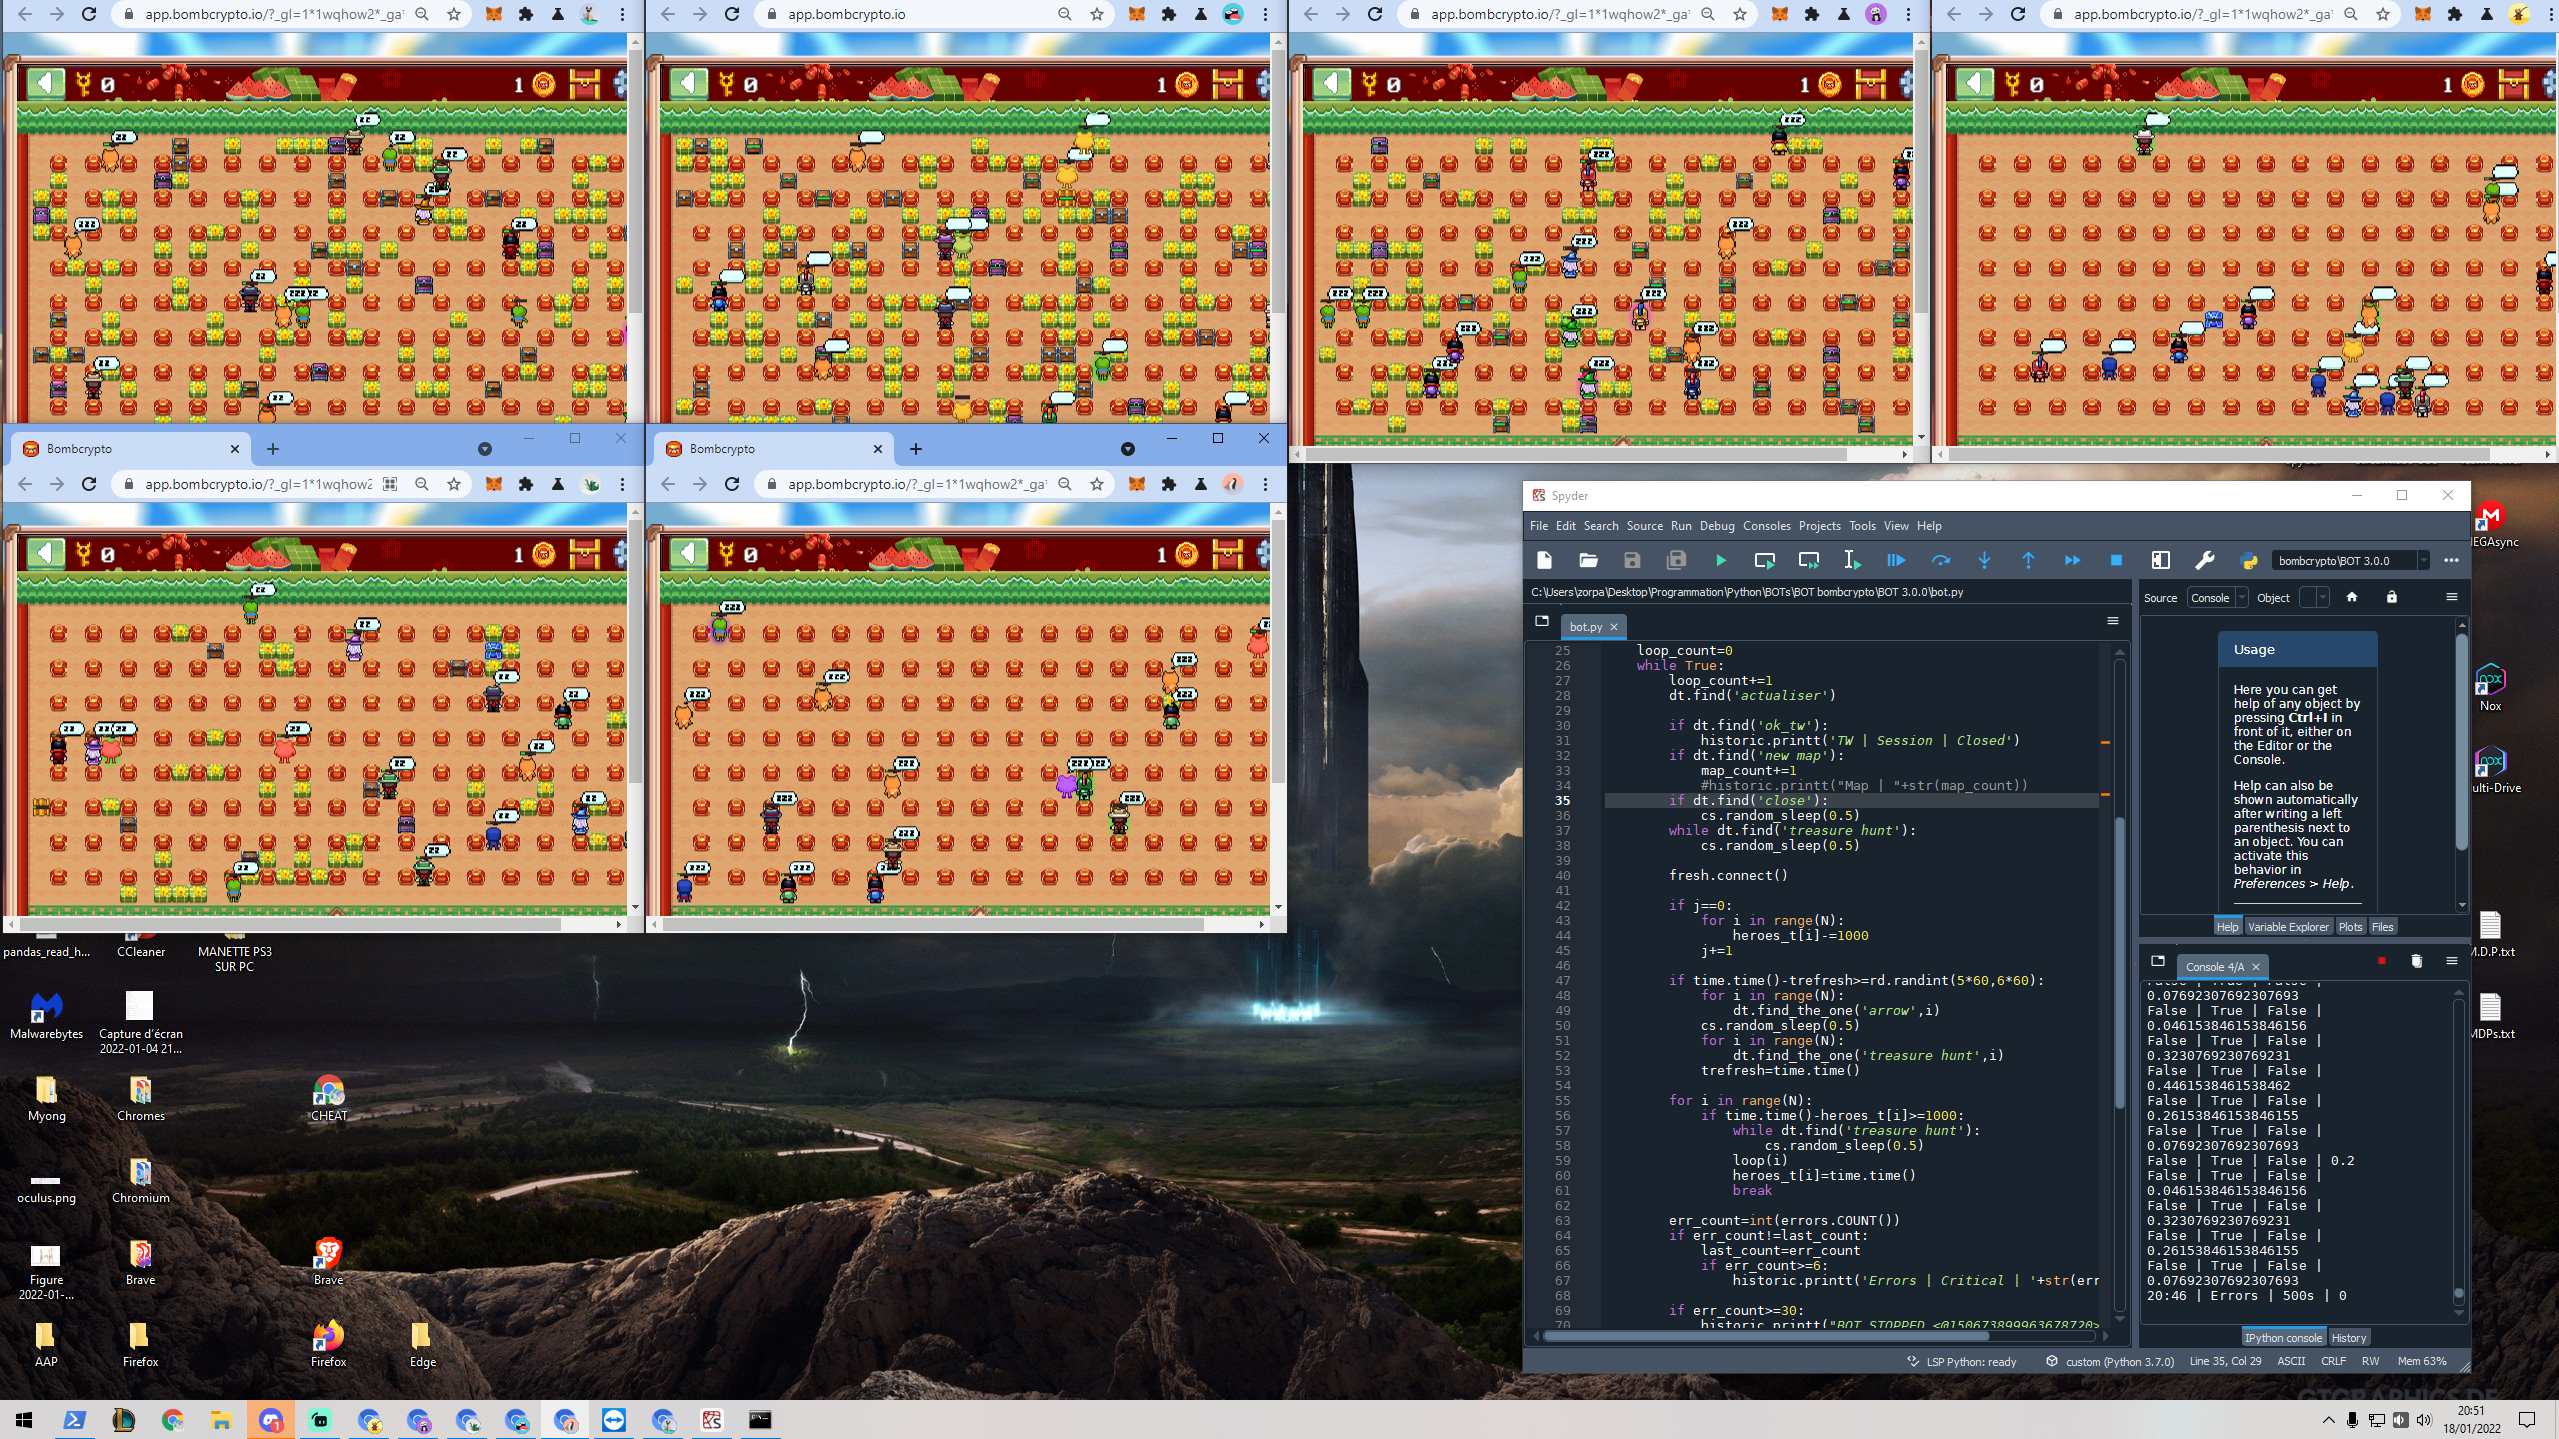 app.bombcrypto.io/?_gl=1*1wqhow2*_ga*
app.bombcrypto.io
app.bombcrypto.io/?_gl=1*1wqhow2*_ga*
app.bombcrypto.io/?_gl=1*1wqhow2*_ga*
0 1
0 1
0 1
0 1
Bombcrypto
Bombcrypto
app.bombcrypto.io/?_gl=1*1wqhow2
app.bombcrypto.io/?_gl=1*1wqhow2*_ga*
0 1
0 1
Spyder
File Edit Search Source Run Debug Consoles Projects Tools View Help
bombcrypto\BOT 3.0.0
C:\Users\zorpa\Desktop\Programmation\Python\BOTs\BOT bombcrypto\BOT 3.0.0\bot.py
bot.py
25 loop_count=0
26 while True:
27 loop_count+=1
28 dt.find('actualiser')
29
30 if dt.find('ok_tw'):
31 historic.printt('TW | Session | Closed')
32 if dt.find('new map'):
33 map_count+=1
34 #historic.printt("Map | "+str(map_count))
35 if dt.find('close'):
36 cs.random_sleep(0.5)
37 while dt.find('treasure hunt'):
38 cs.random_sleep(0.5)
39
40 fresh.connect()
41
42 if j==0:
43 for i in range(N):
44 heroes_t[i]-=1000
45 j+=1
46
47 if time.time()-trefresh>=rd.randint(5*60,6*60):
48 for i in range(N):
49 dt.find_the_one('arrow',i)
50 cs.random_sleep(0.5)
51 for i in range(N):
52 dt.find_the_one('treasure hunt',i)
53 trefresh=time.time()
54
55 for i in range(N):
56 if time.time()-heroes_t[i]>=1000:
57 while dt.find('treasure hunt'):
58 cs.random_sleep(0.5)
59 loop(i)
60 heroes_t[i]=time.time()
61 break
62
63 err_count=int(errors.COUNT())
64 if err_count!=last_count:
65 last_count=err_count
66 if err_count>=6:
67 historic.printt('Errors | Critical | '+str(err
68
69 if err_count>=30:
70 historic.printt("BOT STOPPED <@150673899963678720>
Source Console Object
Usage
Here you can get
help of any object by
pressing Ctrl+I in
front of it, either on
the Editor or the
Console.
Help can also be
shown automatically
after writing a left
parenthesis next to
an object. You can
activate this
behavior in
Preferences > Help.
Help Variable Explorer Plots Files
Console 4/A
False | True | False |
0.07692307692307693
False | True | False |
0.046153846153846156
False | True | False |
0.3230769230769231
False | True | False |
0.4461538461538462
False | True | False |
0.26153846153846155
False | True | False |
0.07692307692307693
False | True | False | 0.2
False | True | False |
0.046153846153846156
False | True | False |
0.3230769230769231
False | True | False |
0.26153846153846155
False | True | False |
0.07692307692307693
20:46 | Errors | 500s | 0
IPython console History
LSP Python: ready custom (Python 3.7.0) Line 35, Col 29 ASCII CRLF RW Mem 63%
pandas_read_h...
CCleaner
MANETTE PS3
SUR PC
Malwarebytes
Capture d'écran
2022-01-04 21...
Myong
Chromes
CHEAT
oculus.png
Chromium
Figure
2022-01-...
Brave
Brave
AAP
Firefox
Firefox
Edge
EGAsync
Nox
ulti-Drive
M.D.P.txt
MDPs.txt
20:51
18/01/2022